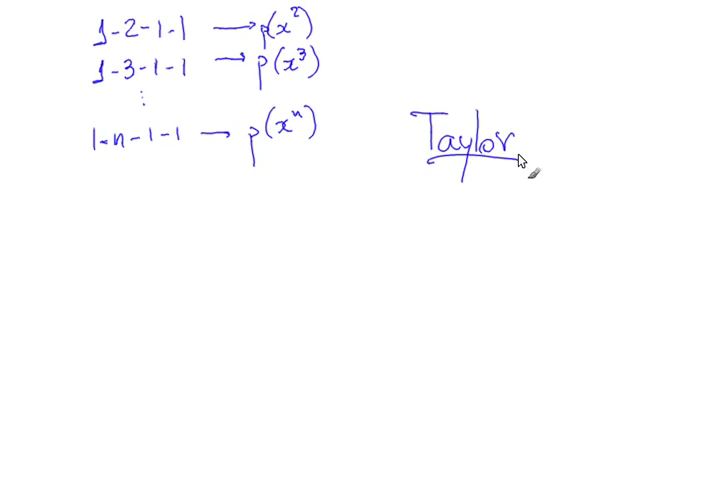 1-2-1-1 → p(x²)
1-3-1-1 → p(x³)
⋮
1-n-1-1 → p(xⁿ)
Taylor